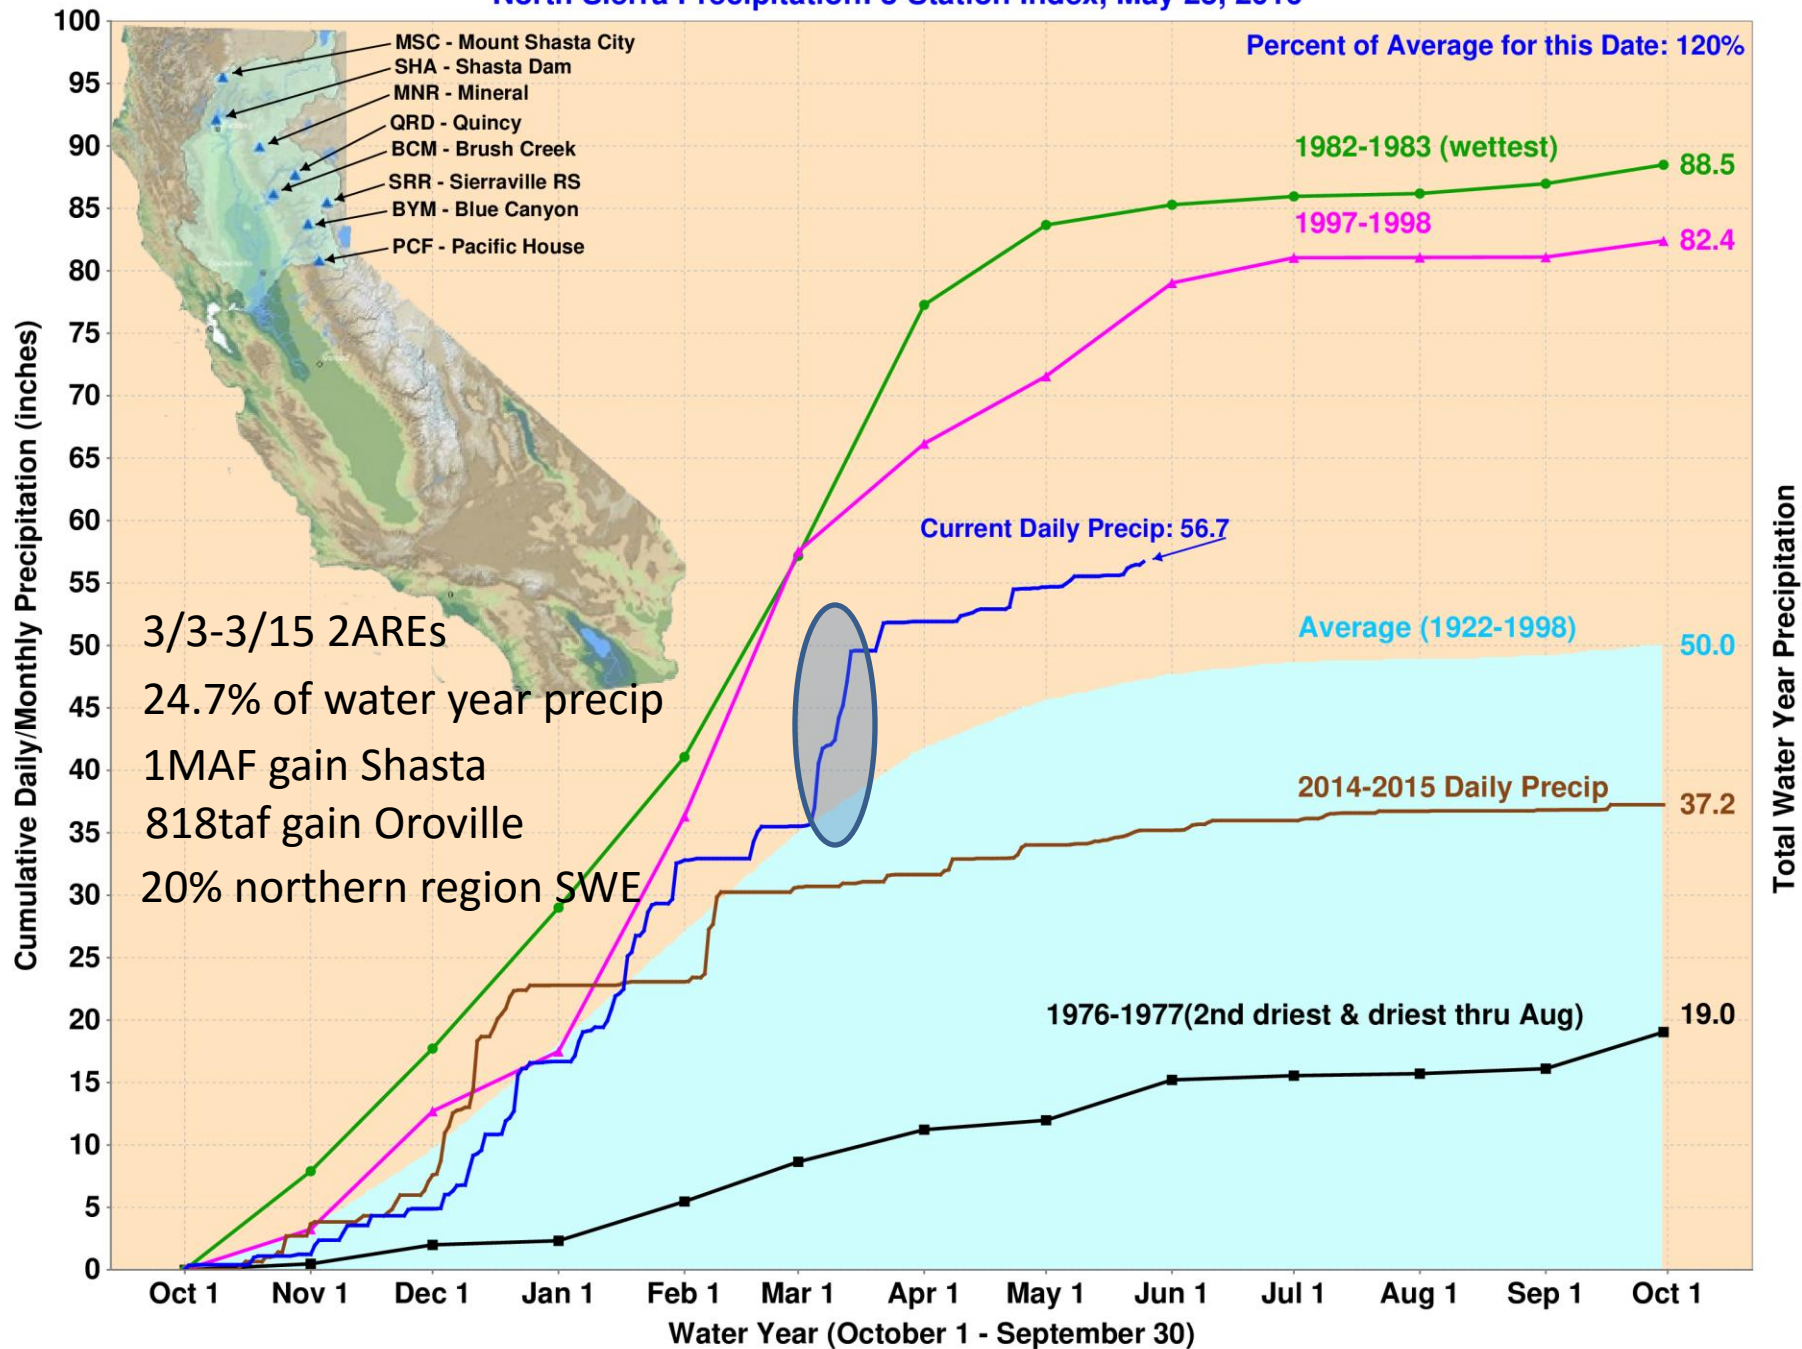 Percent of Average for this Date: 120%
MSC - Mount Shasta City
SHA - Shasta Dam
MNR - Mineral
QRD - Quincy
BCM - Brush Creek
SRR - Sierraville RS
BYM - Blue Canyon
PCF - Pacific House
1982-1983 (wettest)
88.5
1997-1998
82.4
Current Daily Precip: 56.7
Average (1922-1998)
50.0
2014-2015 Daily Precip
37.2
1976-1977(2nd driest & driest thru Aug)
19.0
3/3-3/15 2AREs
24.7% of water year precip
1MAF gain Shasta
818taf gain Oroville
20% northern region SWE
Cumulative Daily/Monthly Precipitation (inches)
100
95
90
85
80
75
70
65
60
55
50
45
40
35
30
25
20
15
10
5
0
Total Water Year Precipitation
Oct 1 Nov 1 Dec 1 Jan 1 Feb 1 Mar 1 Apr 1 May 1 Jun 1 Jul 1 Aug 1 Sep 1 Oct 1
Water Year (October 1 - September 30)